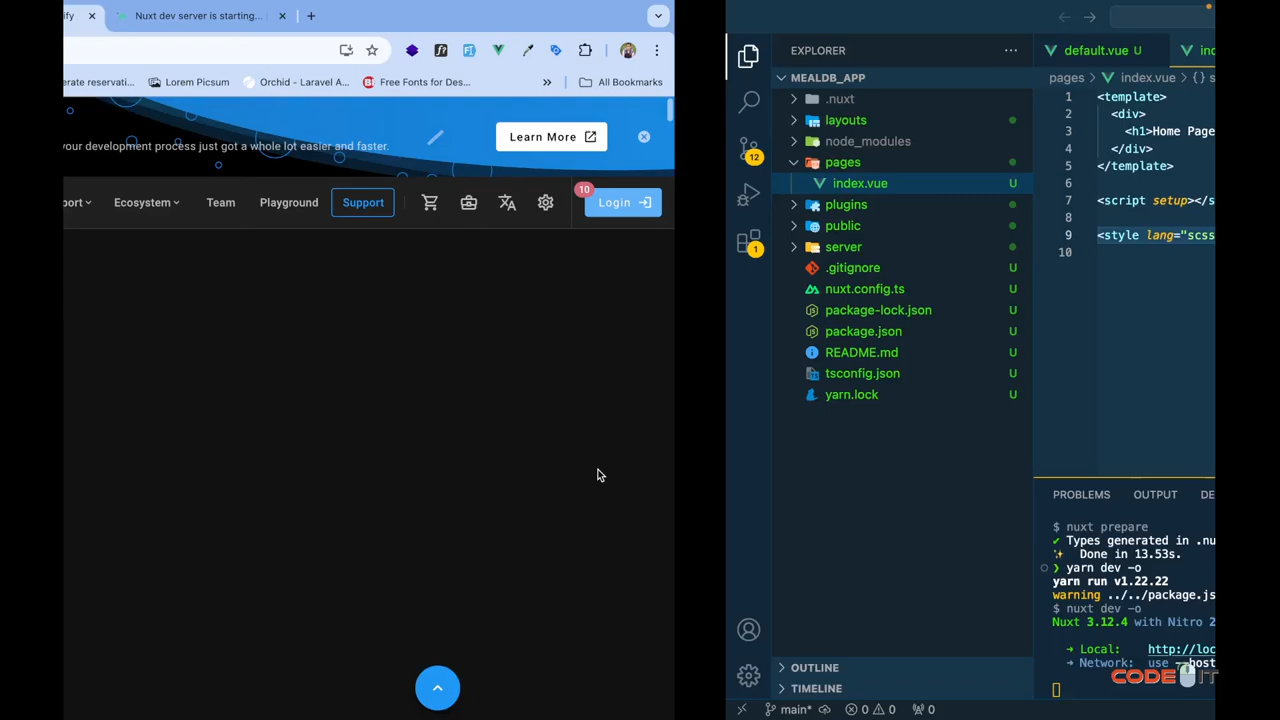 ify
Nuxt dev server is starting...
erate reservati...
Lorem Picsum
Orchid - Laravel A...
Free Fonts for Des...
»
All Bookmarks
your development process just got a whole lot easier and faster.
Learn More
port
Ecosystem
Team
Playground
Support
10
Login
EXPLORER
MEALDB_APP
.nuxt
layouts
node_modules
pages
index.vue U
plugins
public
server
.gitignore U
nuxt.config.ts U
package-lock.json U
package.json U
README.md U
tsconfig.json U
yarn.lock U
OUTLINE
TIMELINE
12
1
main*
0 0 0
default.vue U
inc
pages > index.vue > {} s
1 <template>
2 <div>
3 <h1>Home Page
4 </div>
5 </template>
6
7 <script setup></s
8
9 <style lang="scss
10
PROBLEMS OUTPUT DE
$ nuxt prepare
✔ Types generated in .nu
✨ Done in 13.53s.
❯ yarn dev -o
yarn run v1.22.22
warning ../../package.js
$ nuxt dev -o
Nuxt 3.12.4 with Nitro 2
➜ Local: http://loc
➜ Network: use --host
CODE IT